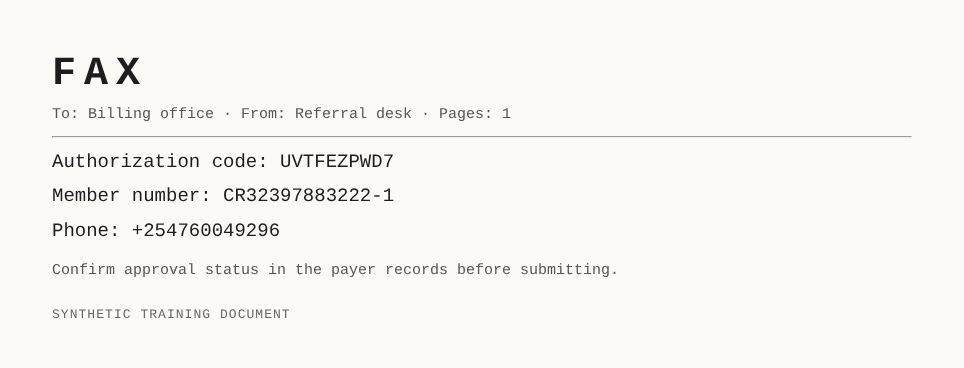 FAX
To: Billing office · From: Referral desk · Pages: 1
Authorization code: UVTFEZPWD7
Member number: CR32397883222-1
Phone: +254760049296
Confirm approval status in the payer records before submitting.
SYNTHETIC TRAINING DOCUMENT